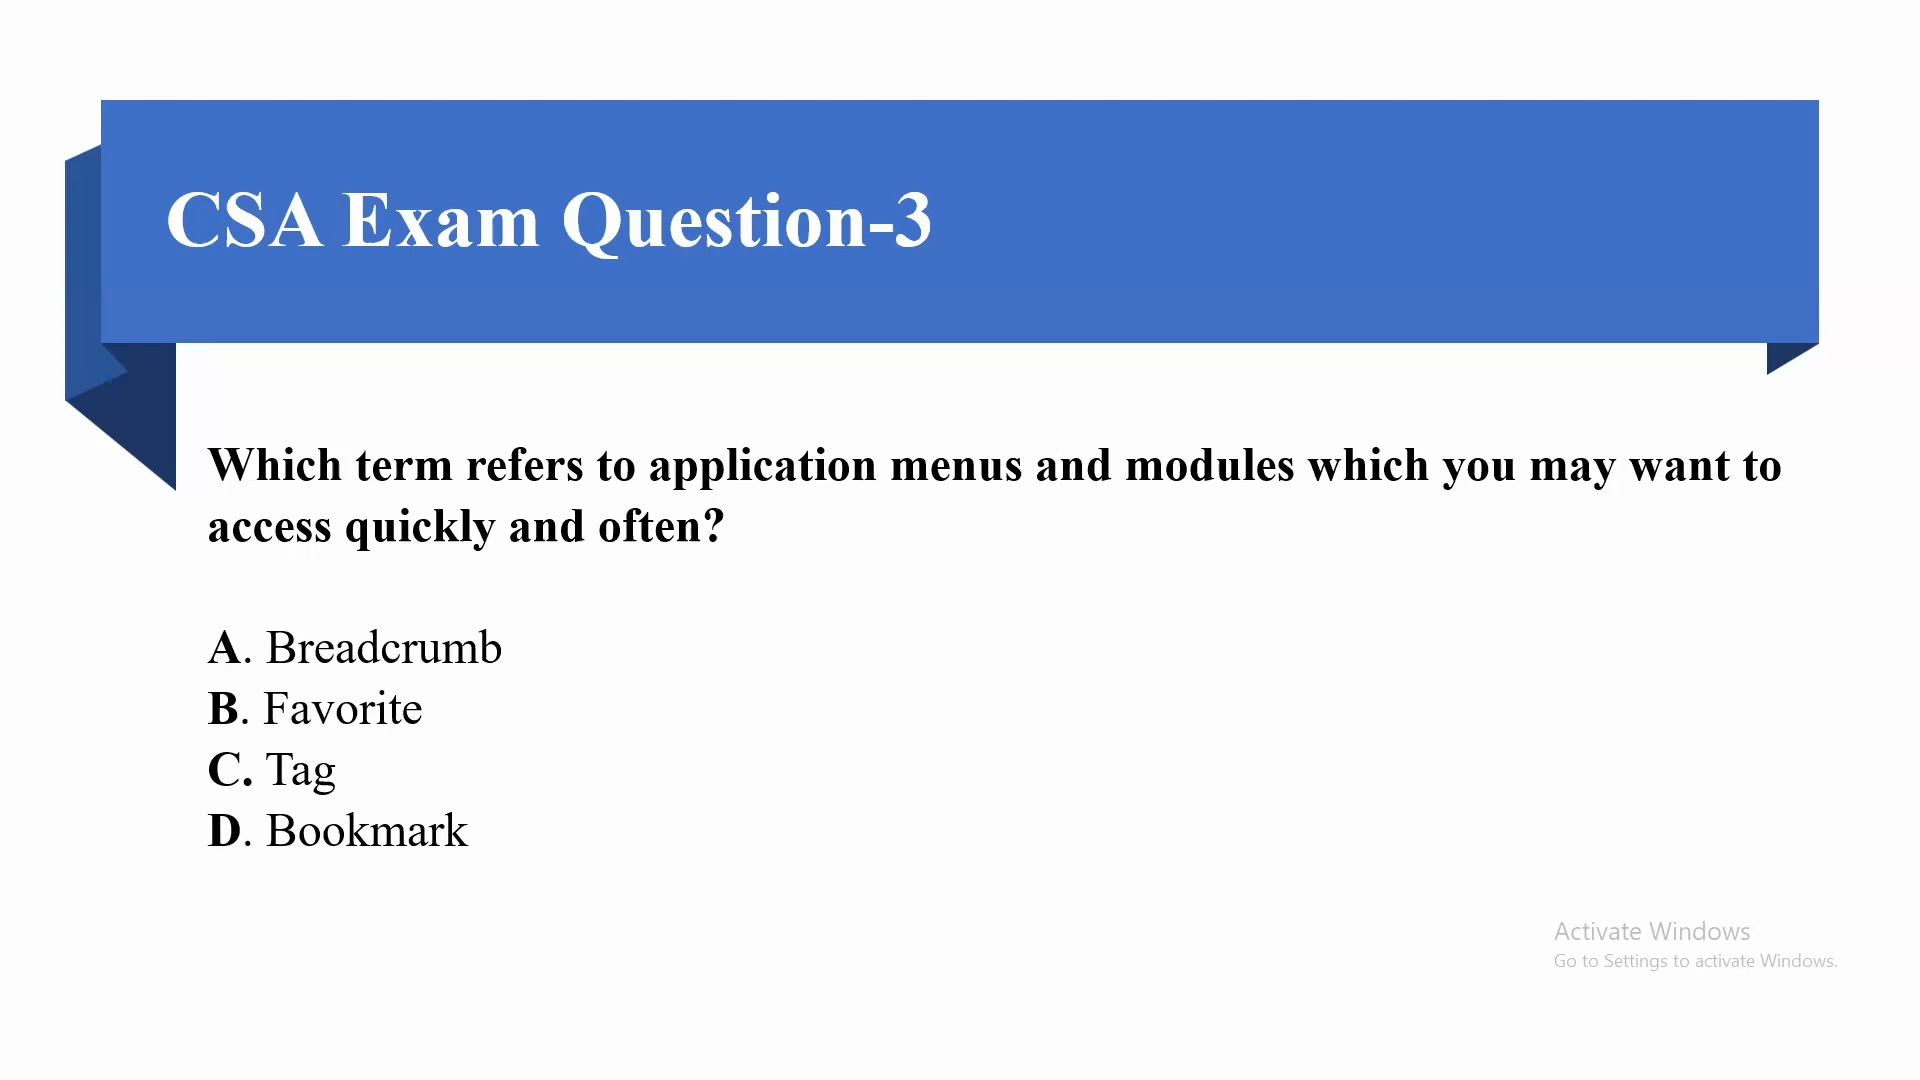 CSA Exam Question-3
Which term refers to application menus and modules which you may want to
access quickly and often?
A. Breadcrumb
B. Favorite
C. Tag
D. Bookmark
Activate Windows
Go to Settings to activate Windows.